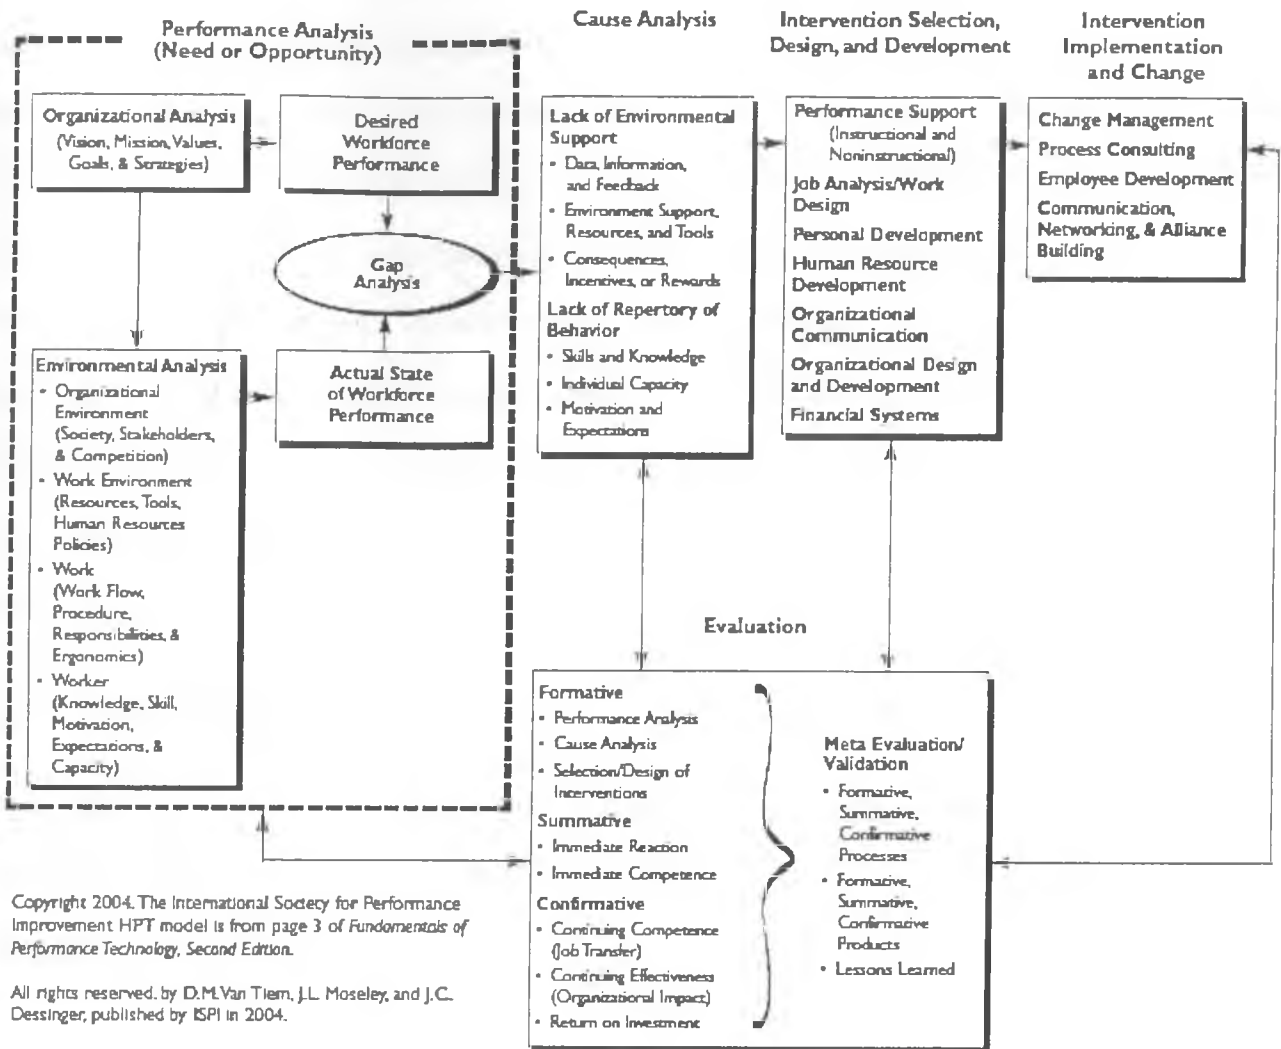 Performance Analysis
(Need or Opportunity)
Organizational Analysis
(Vision, Mission, Values,
Goals, & Strategies)
Desired
Workforce
Performance
Gap
Analysis
Environmental Analysis
• Organizational
Environment
(Society, Stakeholders,
& Competition)
• Work Environment
(Resources, Tools,
Human Resources
Policies)
• Work
(Work Flow,
Procedure,
Responsibilities, &
Ergonomics)
• Worker
(Knowledge, Skill,
Motivation,
Expectations, &
Capacity)
Actual State
of Workforce
Performance
Cause Analysis
Lack of Environmental
Support
• Data, Information,
and Feedback
• Environment Support,
Resources, and Tools
• Consequences,
Incentives, or Rewards
Lack of Repertory of
Behavior
• Skills and Knowledge
• Individual Capacity
• Motivation and
Expectations
Intervention Selection,
Design, and Development
Performance Support
(Instructional and
Noninstructional)
Job Analysis/Work
Design
Personal Development
Human Resource
Development
Organizational
Communication
Organizational Design
and Development
Financial Systems
Intervention
Implementation
and Change
Change Management
Process Consulting
Employee Development
Communication,
Networking, & Alliance
Building
Evaluation
Formative
• Performance Analysis
• Cause Analysis
• Selection/Design of
Interventions
Summative
• Immediate Reaction
• Immediate Competence
Confirmative
• Continuing Competence
(Job Transfer)
• Continuing Effectiveness
(Organizational Impact)
• Return on Investment
Meta Evaluation/
Validation
• Formative,
Summative,
Confirmative
Processes
• Formative,
Summative,
Confirmative
Products
• Lessons Learned
Copyright 2004. The International Society for Performance
Improvement HPT model is from page 3 of Fundamentals of
Performance Technology, Second Edition.
All rights reserved. by D.M. Van Tiem, J.L. Moseley, and J.C.
Dessinger, published by ISPI in 2004.